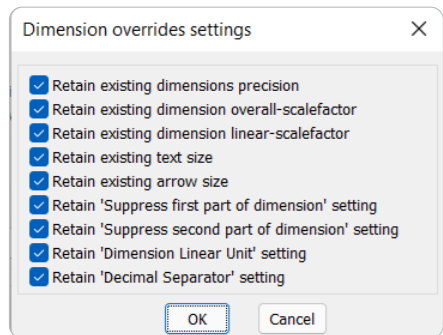 Dimension overrides settings
Retain existing dimensions precision
Retain existing dimension overall-scalefactor
Retain existing dimension linear-scalefactor
Retain existing text size
Retain existing arrow size
Retain 'Suppress first part of dimension' setting
Retain 'Suppress second part of dimension' setting
Retain 'Dimension Linear Unit' setting
Retain 'Decimal Separator' setting
OK Cancel